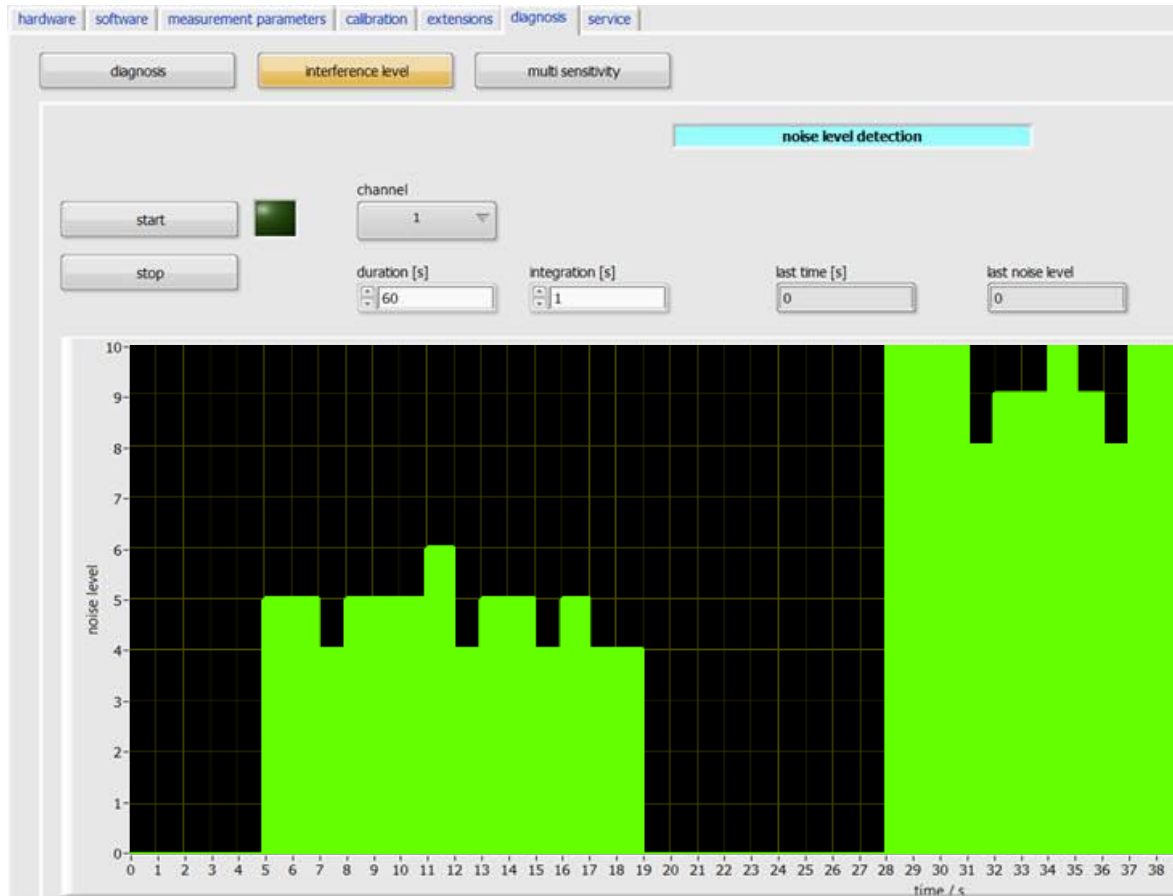 hardware software measurement parameters calibration extensions diagnosis service
diagnosis interference level multi sensitivity
noise level detection
channel
start 1
stop
duration [s] integration [s] last time [s] last noise level
60 1 0 0
10
9
8
7
6
5
4
3
2
1
0
noise level
0 1 2 3 4 5 6 7 8 9 10 11 12 13 14 15 16 17 18 19 20 21 22 23 24 25 26 27 28 29 30 31 32 33 34 35 36 37 38
time / s